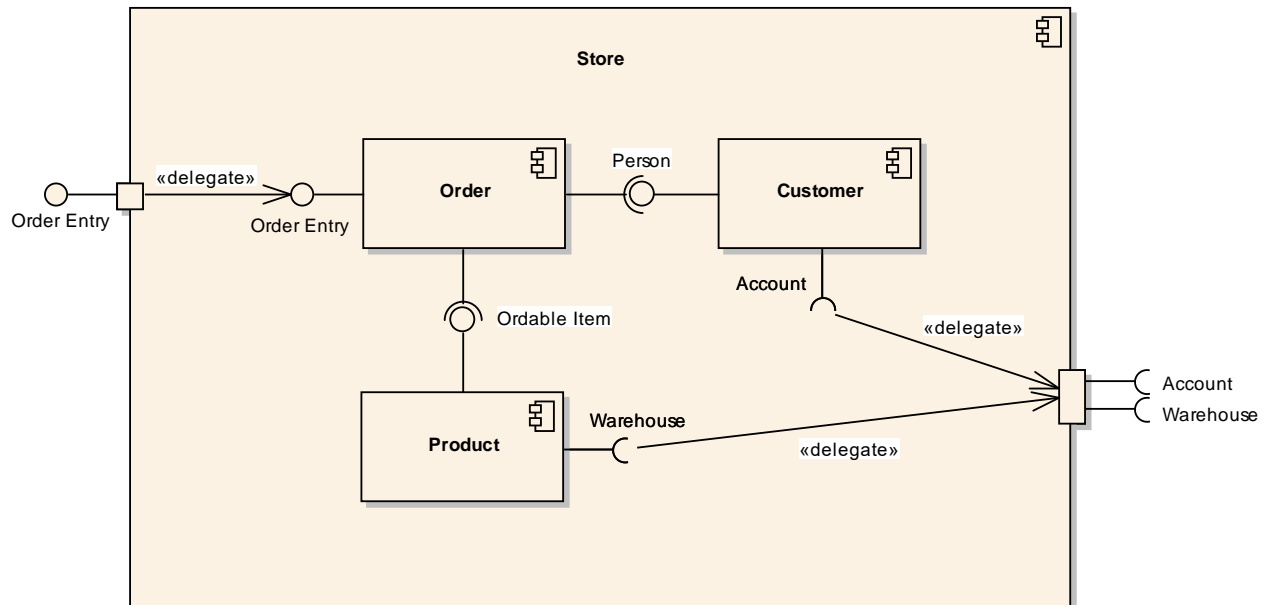 Store
Person
«delegate»
Order
Customer
Order Entry
Order Entry
Account
Ordable Item
«delegate»
Account
Warehouse
Warehouse
Product
«delegate»